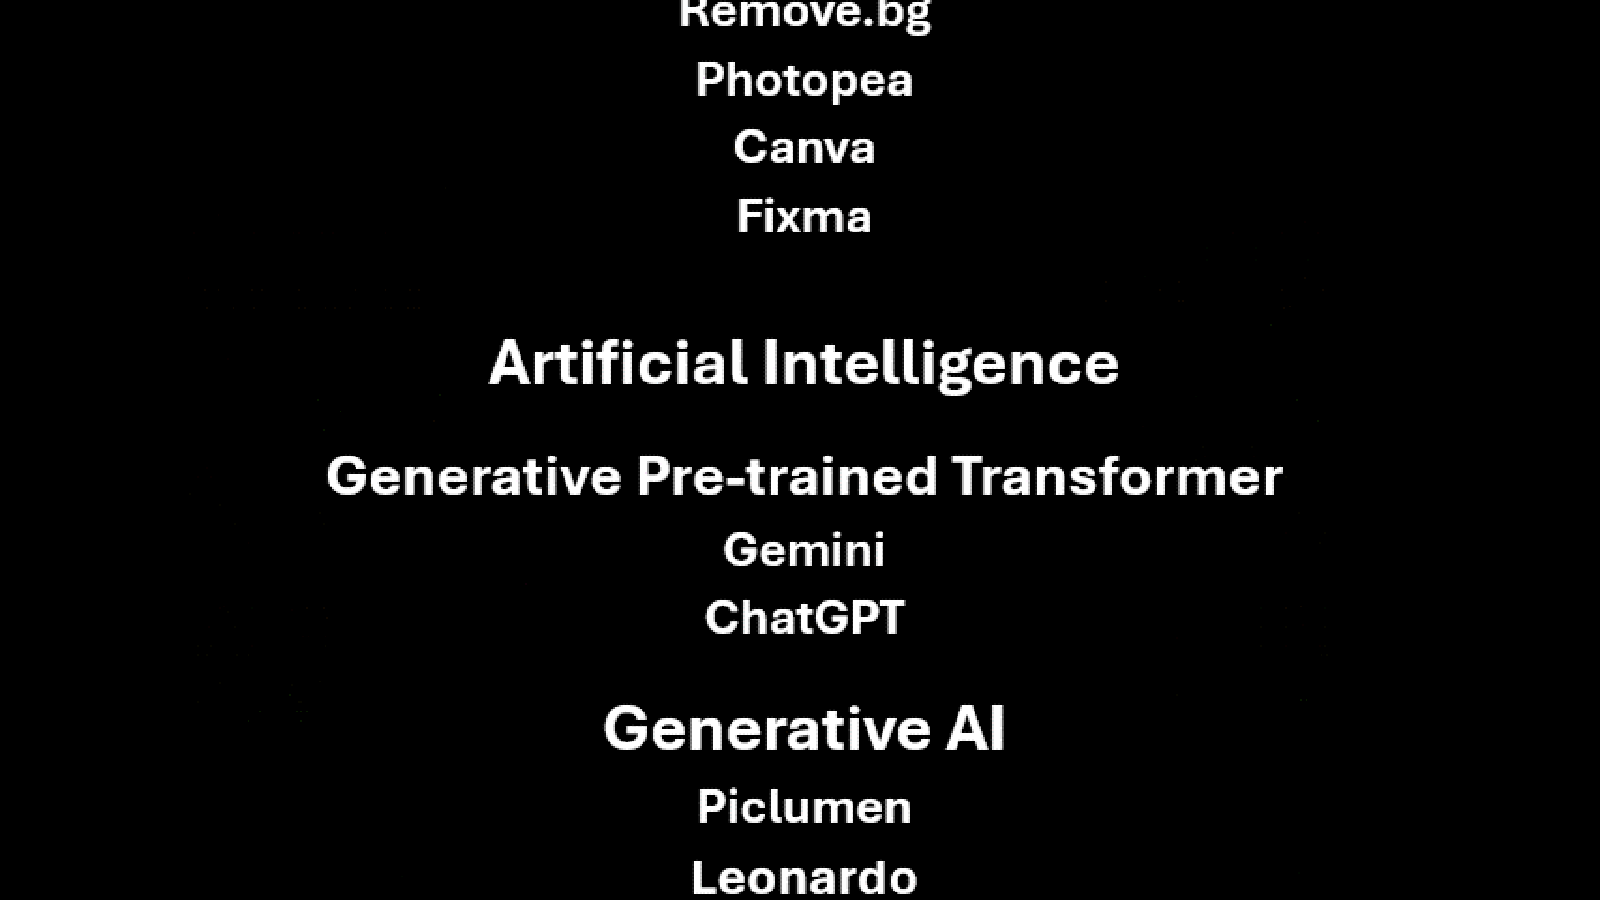 Remove.bg
Photopea
Canva
Fixma
Artificial Intelligence
Generative Pre-trained Transformer
Gemini
ChatGPT
Generative AI
Piclumen
Leonardo